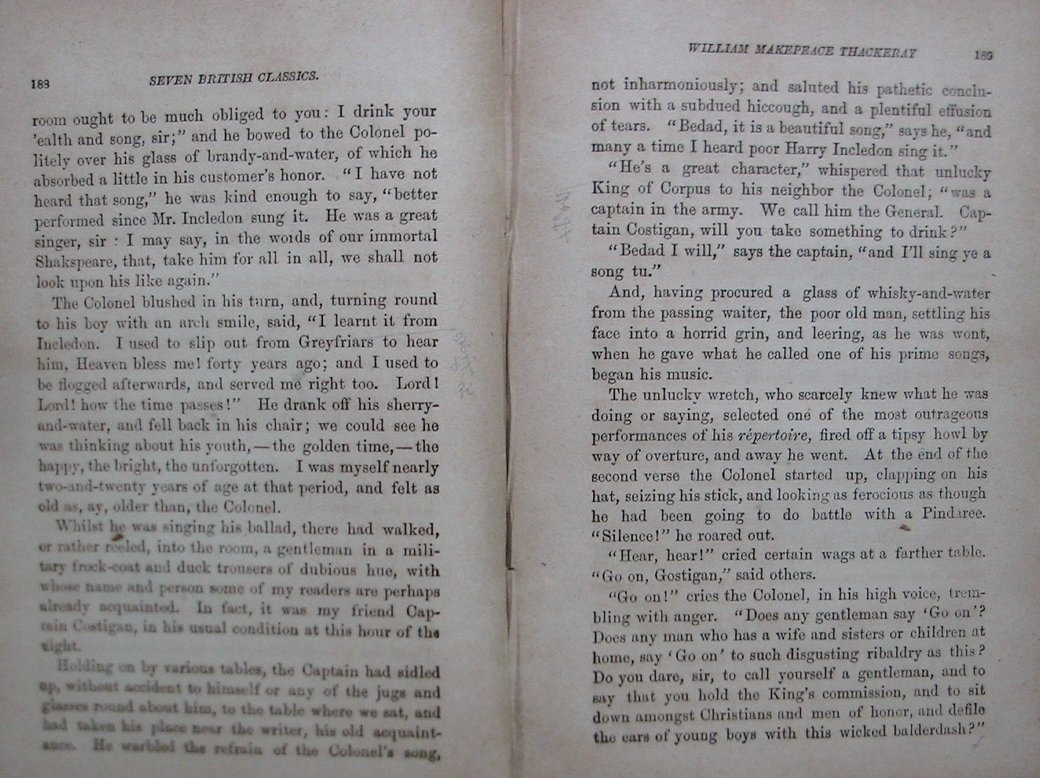 188
SEVEN BRITISH CLASSICS.
room ought to be much obliged to you: I drink your
'ealth and song, sir;" and he bowed to the Colonel po-
litely over his glass of brandy-and-water, of which he
absorbed a little in his customer's honor. "I have not
heard that song," he was kind enough to say, "better
performed since Mr. Incledon sung it. He was a great
singer, sir : I may say, in the words of our immortal
Shakspeare, that, take him for all in all, we shall not
look upon his like again."
The Colonel blushed in his turn, and, turning round
to his boy with an arch smile, said, "I learnt it from
Incledon. I used to slip out from Greyfriars to hear
him, Heaven bless me! forty years ago; and I used to
be flogged afterwards, and served me right too. Lord!
Lord! how the time passes!" He drank off his sherry-
and-water, and fell back in his chair; we could see he
was thinking about his youth,—the golden time,—the
happy, the bright, the unforgotten. I was myself nearly
two-and-twenty years of age at that period, and felt as
old as, ay, older than, the Colonel.
Whilst he was singing his ballad, there had walked,
or rather reeled, into the room, a gentleman in a mili-
tary frock-coat and duck trousers of dubious hue, with
whose name and person some of my readers are perhaps
already acquainted. In fact, it was my friend Cap-
tain Costigan, in his usual condition at this hour of the
night.
Holding on by various tables, the Captain had sidled
up, without accident to himself or any of the jugs and
glasses round about him, to the table where we sat, and
had taken his place near the writer, his old acquaint-
ance. He warbled the refrain of the Colonel's song,
WILLIAM MAKEPEACE THACKERAY
189
not inharmoniously; and saluted his pathetic conclu-
sion with a subdued hiccough, and a plentiful effusion
of tears. "Bedad, it is a beautiful song," says he, "and
many a time I heard poor Harry Incledon sing it."
"He's a great character," whispered that unlucky
King of Corpus to his neighbor the Colonel; "was a
captain in the army. We call him the General. Cap-
tain Costigan, will you take something to drink?"
"Bedad I will," says the captain, "and I'll sing ye a
song tu."
And, having procured a glass of whisky-and-water
from the passing waiter, the poor old man, settling his
face into a horrid grin, and leering, as he was wont,
when he gave what he called one of his prime songs,
began his music.
The unlucky wretch, who scarcely knew what he was
doing or saying, selected one of the most outrageous
performances of his répertoire, fired off a tipsy howl by
way of overture, and away he went. At the end of the
second verse the Colonel started up, clapping on his
hat, seizing his stick, and looking as ferocious as though
he had been going to do battle with a Pindaree.
"Silence!" he roared out.
"Hear, hear!" cried certain wags at a farther table.
"Go on, Gostigan," said others.
"Go on!" cries the Colonel, in his high voice, trem-
bling with anger. "Does any gentleman say 'Go on'?
Does any man who has a wife and sisters or children at
home, say 'Go on' to such disgusting ribaldry as this?
Do you dare, sir, to call yourself a gentleman, and to
say that you hold the King's commission, and to sit
down amongst Christians and men of honor, and defile
the ears of young boys with this wicked balderdash?"